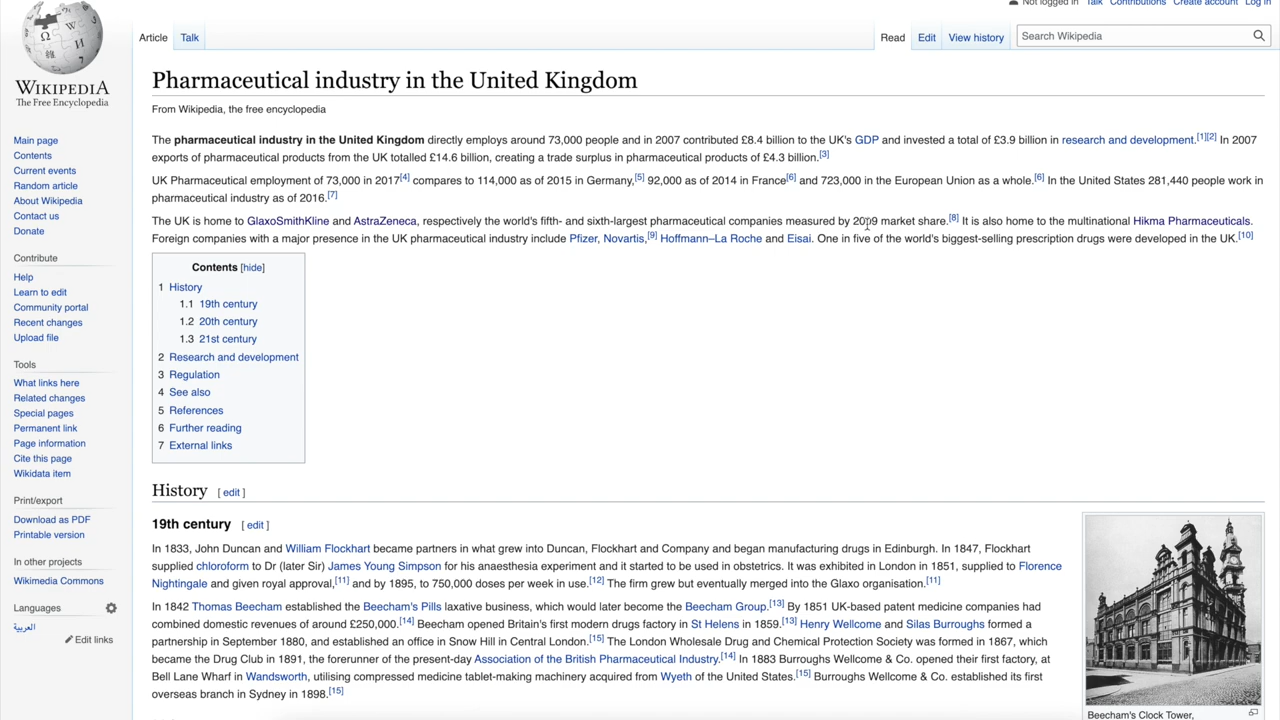 Not logged in Talk Contributions Create account Log in
WIKIPEDIA
The Free Encyclopedia
Article Talk Read Edit View history Search Wikipedia
Main page
Contents
Current events
Random article
About Wikipedia
Contact us
Donate
Contribute
Help
Learn to edit
Community portal
Recent changes
Upload file
Tools
What links here
Related changes
Special pages
Permanent link
Page information
Cite this page
Wikidata item
Print/export
Download as PDF
Printable version
In other projects
Wikimedia Commons
Languages
العربية
Edit links
Pharmaceutical industry in the United Kingdom
From Wikipedia, the free encyclopedia
The pharmaceutical industry in the United Kingdom directly employs around 73,000 people and in 2007 contributed £8.4 billion to the UK's GDP and invested a total of £3.9 billion in research and development.[1][2] In 2007
exports of pharmaceutical products from the UK totalled £14.6 billion, creating a trade surplus in pharmaceutical products of £4.3 billion.[3]
UK Pharmaceutical employment of 73,000 in 2017[4] compares to 114,000 as of 2015 in Germany,[5] 92,000 as of 2014 in France[6] and 723,000 in the European Union as a whole.[6] In the United States 281,440 people work in
pharmaceutical industry as of 2016.[7]
The UK is home to GlaxoSmithKline and AstraZeneca, respectively the world's fifth- and sixth-largest pharmaceutical companies measured by 2009 market share.[8] It is also home to the multinational Hikma Pharmaceuticals.
Foreign companies with a major presence in the UK pharmaceutical industry include Pfizer, Novartis,[9] Hoffmann–La Roche and Eisai. One in five of the world's biggest-selling prescription drugs were developed in the UK.[10]
Contents [hide]
1 History
1.1 19th century
1.2 20th century
1.3 21st century
2 Research and development
3 Regulation
4 See also
5 References
6 Further reading
7 External links
History [ edit ]
19th century [ edit ]
In 1833, John Duncan and William Flockhart became partners in what grew into Duncan, Flockhart and Company and began manufacturing drugs in Edinburgh. In 1847, Flockhart
supplied chloroform to Dr (later Sir) James Young Simpson for his anaesthesia experiment and it started to be used in obstetrics. It was exhibited in London in 1851, supplied to Florence
Nightingale and given royal approval,[11] and by 1895, to 750,000 doses per week in use.[12] The firm grew but eventually merged into the Glaxo organisation.[11]
In 1842 Thomas Beecham established the Beecham's Pills laxative business, which would later become the Beecham Group.[13] By 1851 UK-based patent medicine companies had
combined domestic revenues of around £250,000.[14] Beecham opened Britain's first modern drugs factory in St Helens in 1859.[13] Henry Wellcome and Silas Burroughs formed a
partnership in September 1880, and established an office in Snow Hill in Central London.[15] The London Wholesale Drug and Chemical Protection Society was formed in 1867, which
became the Drug Club in 1891, the forerunner of the present-day Association of the British Pharmaceutical Industry.[14] In 1883 Burroughs Wellcome & Co. opened their first factory, at
Bell Lane Wharf in Wandsworth, utilising compressed medicine tablet-making machinery acquired from Wyeth of the United States.[15] Burroughs Wellcome & Co. established its first
overseas branch in Sydney in 1898.[15]
Beecham's Clock Tower,